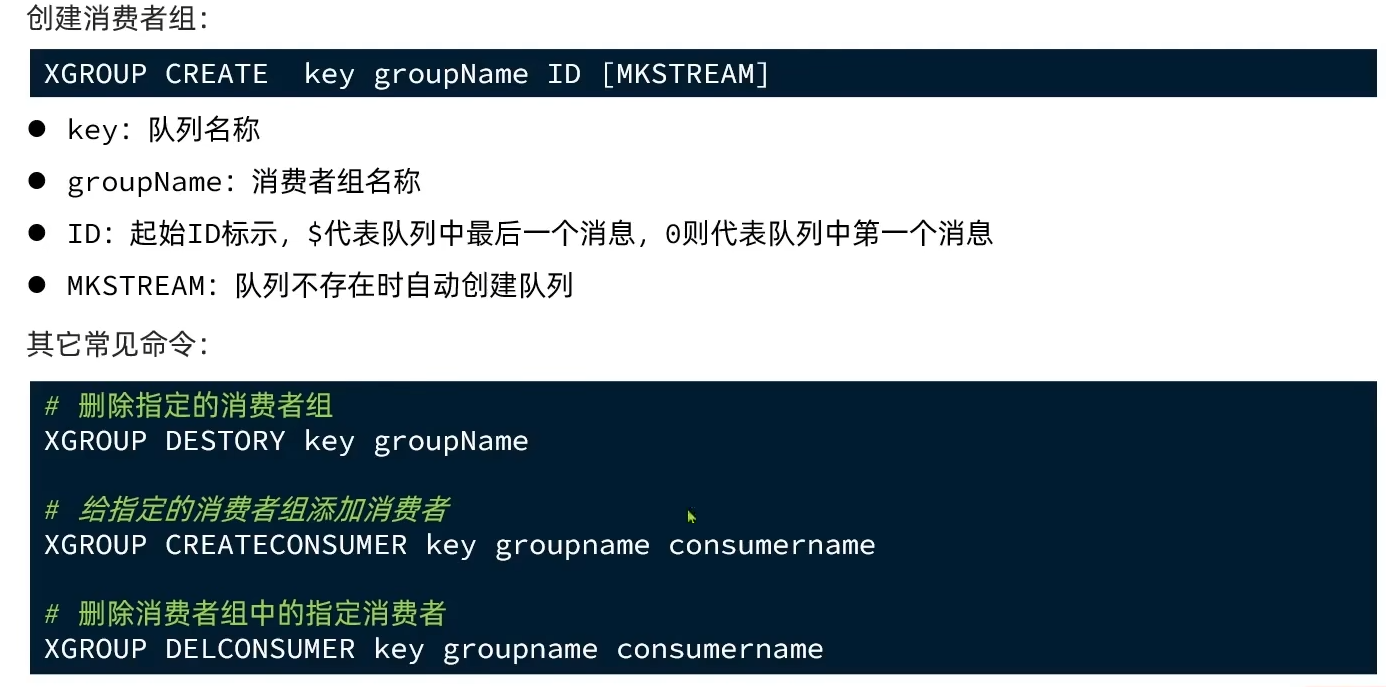 创建消费者组：
XGROUP CREATE  key groupName ID [MKSTREAM]
● key：队列名称
● groupName：消费者组名称
● ID：起始ID标示，$代表队列中最后一个消息，0则代表队列中第一个消息
● MKSTREAM：队列不存在时自动创建队列
其它常见命令：
# 删除指定的消费者组
XGROUP DESTORY key groupName
# 给指定的消费者组添加消费者
XGROUP CREATECONSUMER key groupname consumername
# 删除消费者组中的指定消费者
XGROUP DELCONSUMER key groupname consumername